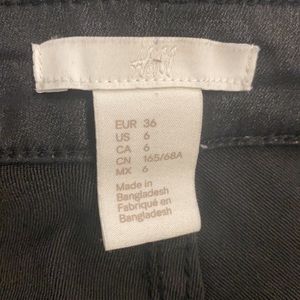 EUR 36
US 6
CA 6
CN 165/68A
MX 6
Made in
Bangladesh
Fabriqué en
Bangladesh